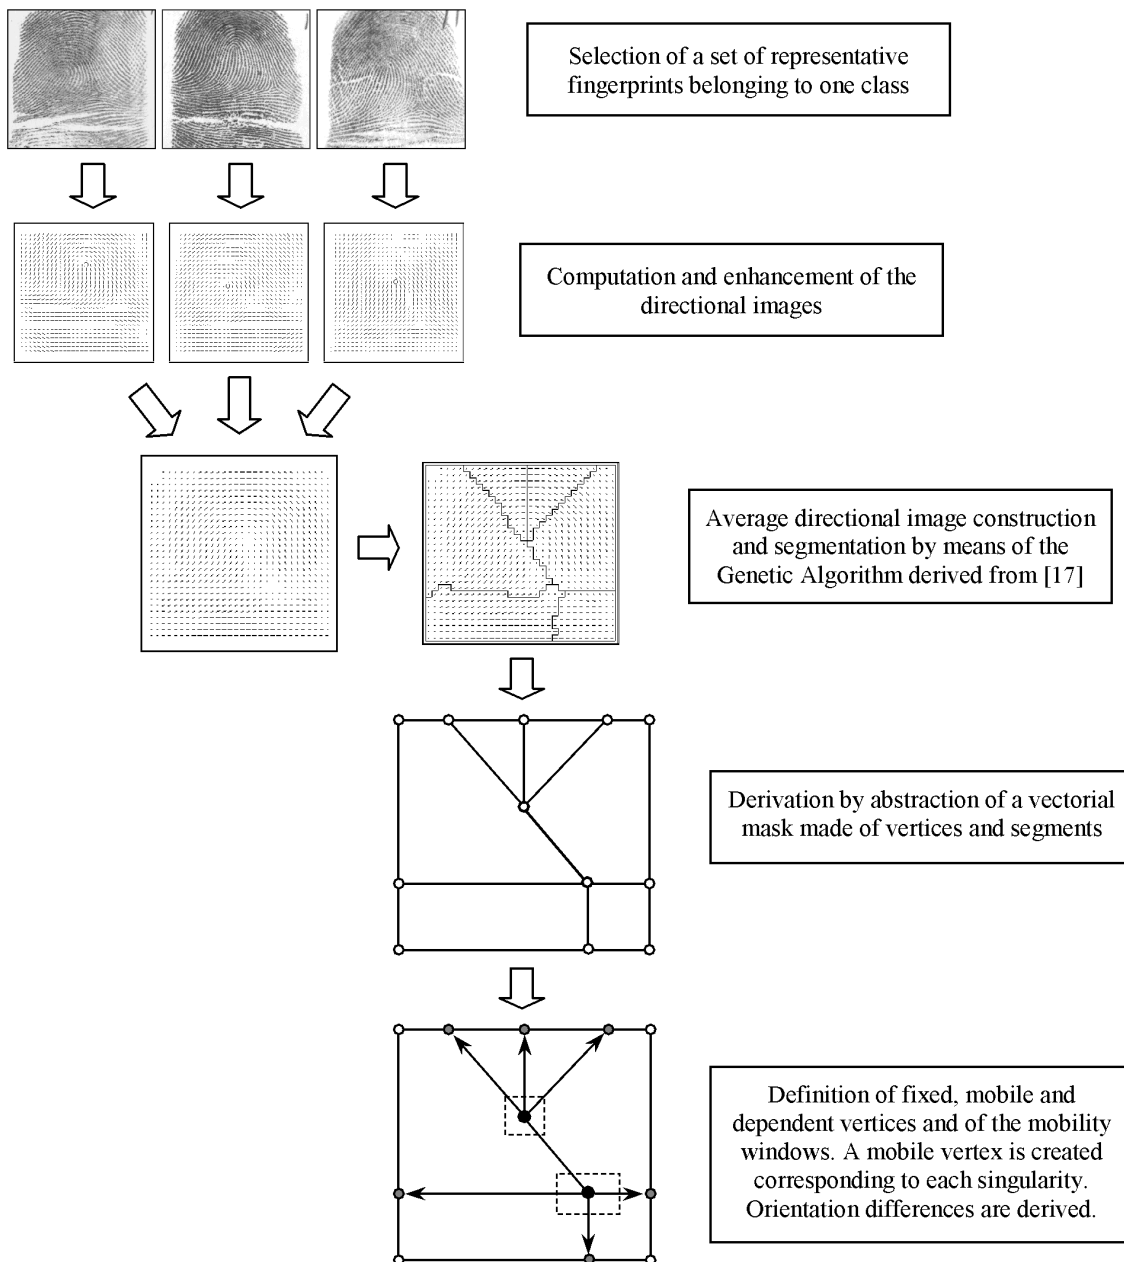 Selection of a set of representative
fingerprints belonging to one class
Computation and enhancement of the
directional images
Average directional image construction
and segmentation by means of the
Genetic Algorithm derived from [17]
Derivation by abstraction of a vectorial
mask made of vertices and segments
Definition of fixed, mobile and
dependent vertices and of the mobility
windows. A mobile vertex is created
corresponding to each singularity.
Orientation differences are derived.